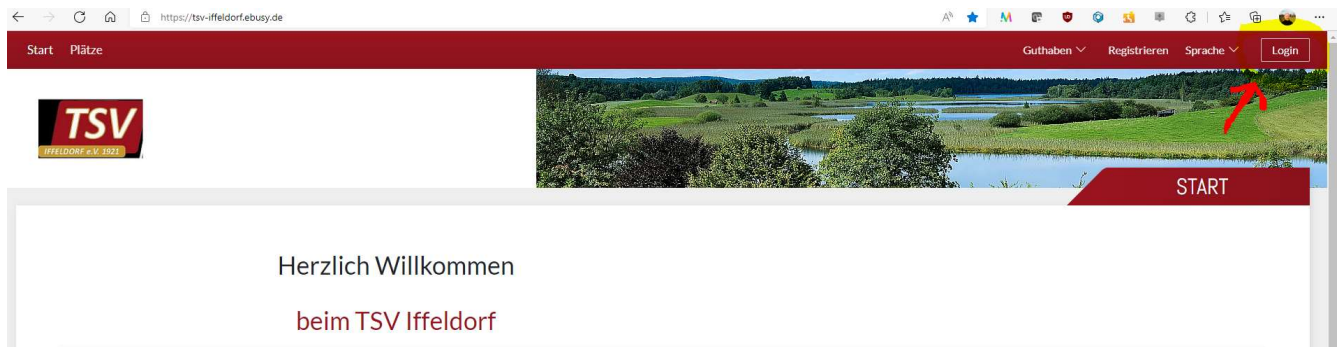 https://tsv-iffeldorf.ebusy.de
Start Plätze Guthaben Registrieren Sprache Login
TSV
IFFELDORF e.V. 1921
START
Herzlich Willkommen
beim TSV Iffeldorf